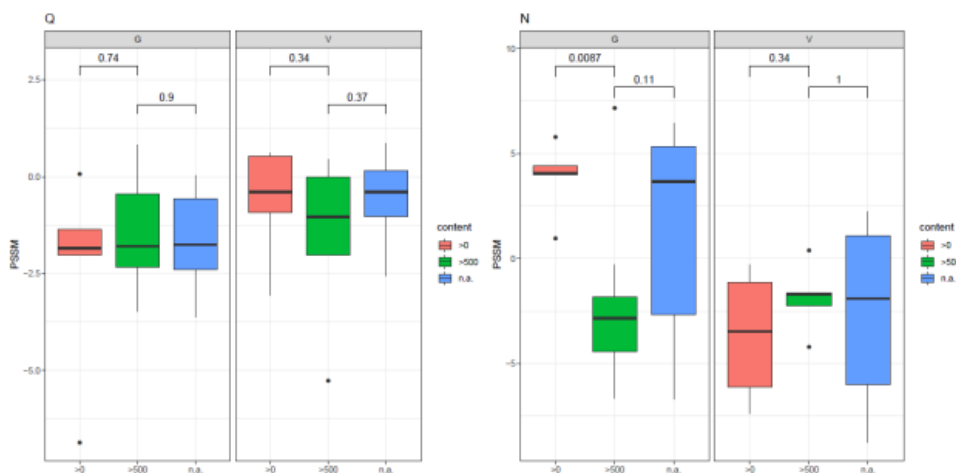 Q
G
V
0.74
0.34
0.9
0.37
2.5
0.0
-2.5
-5.0
PSSM
>0
>500
n.a.
>0
>500
n.a.
content
>0
>500
n.a.
N
G
V
0.0087
0.34
0.11
1
10
5
0
-5
PSSM
>0
>500
n.a.
>0
>500
n.a.
content
>0
>50
n.a.